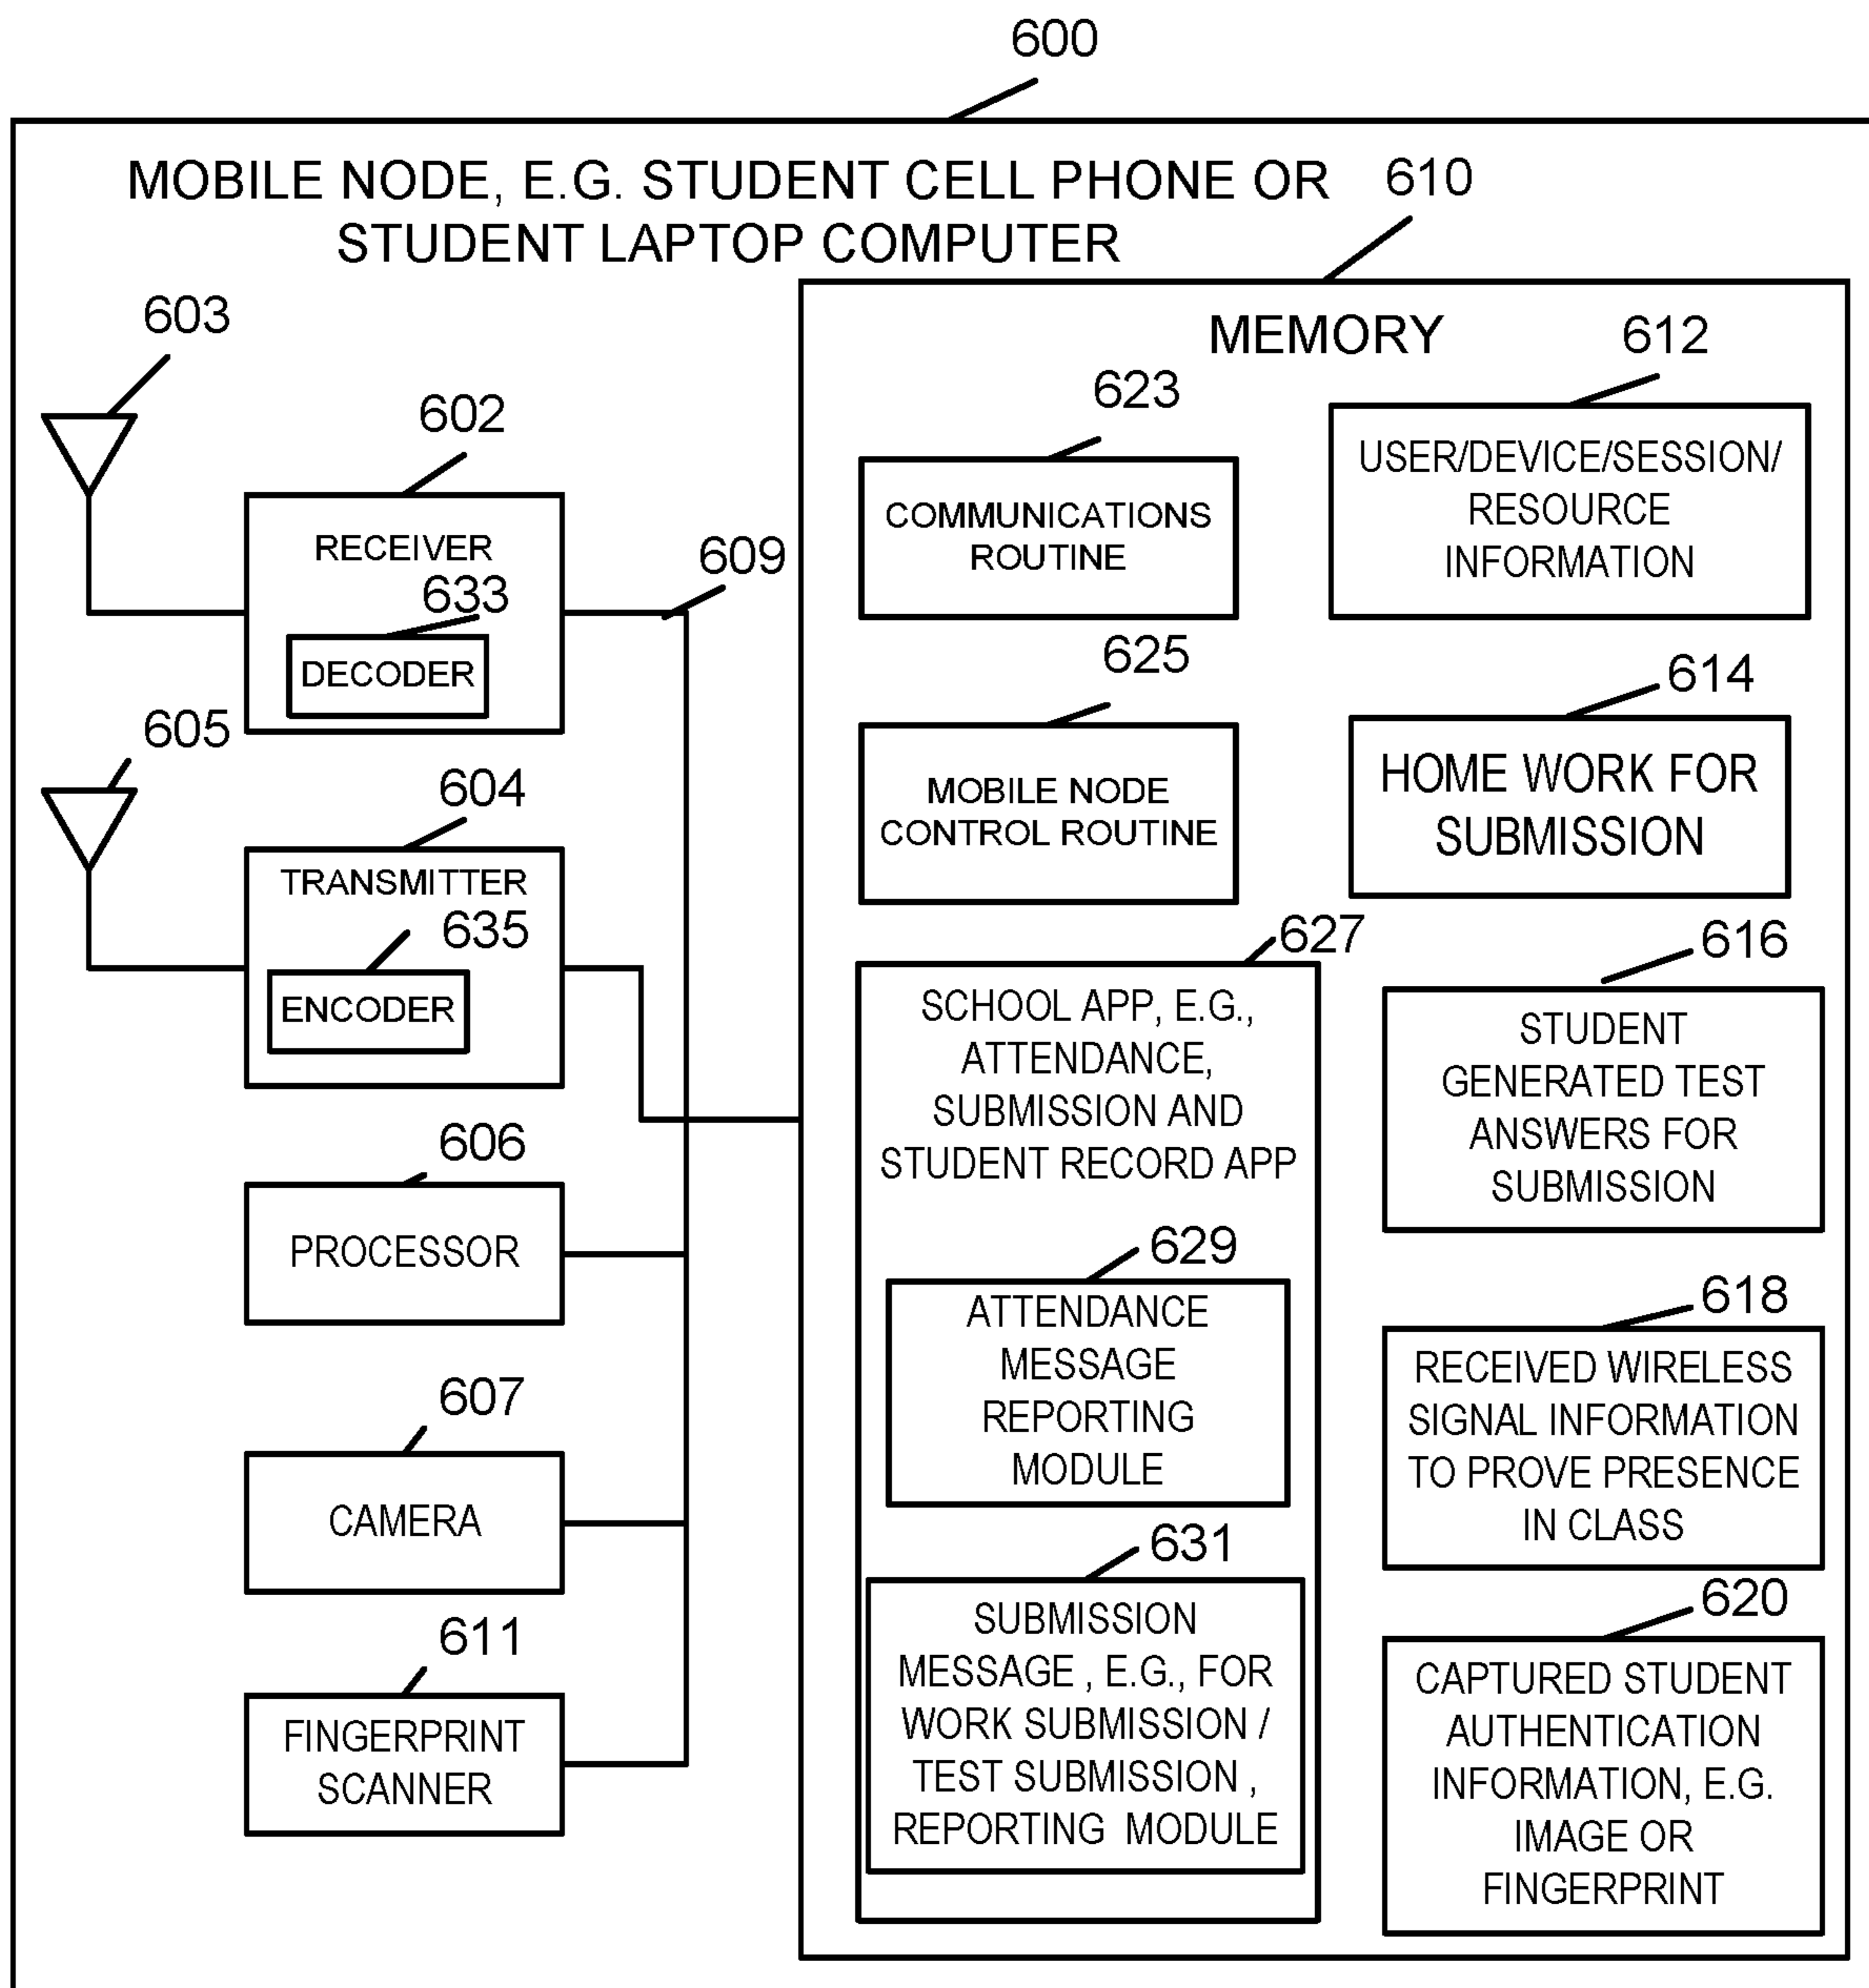 600
MOBILE NODE, E.G. STUDENT CELL PHONE OR
STUDENT LAPTOP COMPUTER
603
602
RECEIVER
633
DECODER
609
605
604
TRANSMITTER
635
ENCODER
606
PROCESSOR
607
CAMERA
611
FINGERPRINT
SCANNER
610
MEMORY
623
COMMUNICATIONS
ROUTINE
612
USER/DEVICE/SESSION/
RESOURCE
INFORMATION
625
MOBILE NODE
CONTROL ROUTINE
614
HOME WORK FOR
SUBMISSION
627
SCHOOL APP, E.G.,
ATTENDANCE,
SUBMISSION AND
STUDENT RECORD APP
629
ATTENDANCE
MESSAGE
REPORTING
MODULE
631
SUBMISSION
MESSAGE , E.G., FOR
WORK SUBMISSION /
TEST SUBMISSION ,
REPORTING MODULE
616
STUDENT
GENERATED TEST
ANSWERS FOR
SUBMISSION
618
RECEIVED WIRELESS
SIGNAL INFORMATION
TO PROVE PRESENCE
IN CLASS
620
CAPTURED STUDENT
AUTHENTICATION
INFORMATION, E.G.
IMAGE OR
FINGERPRINT